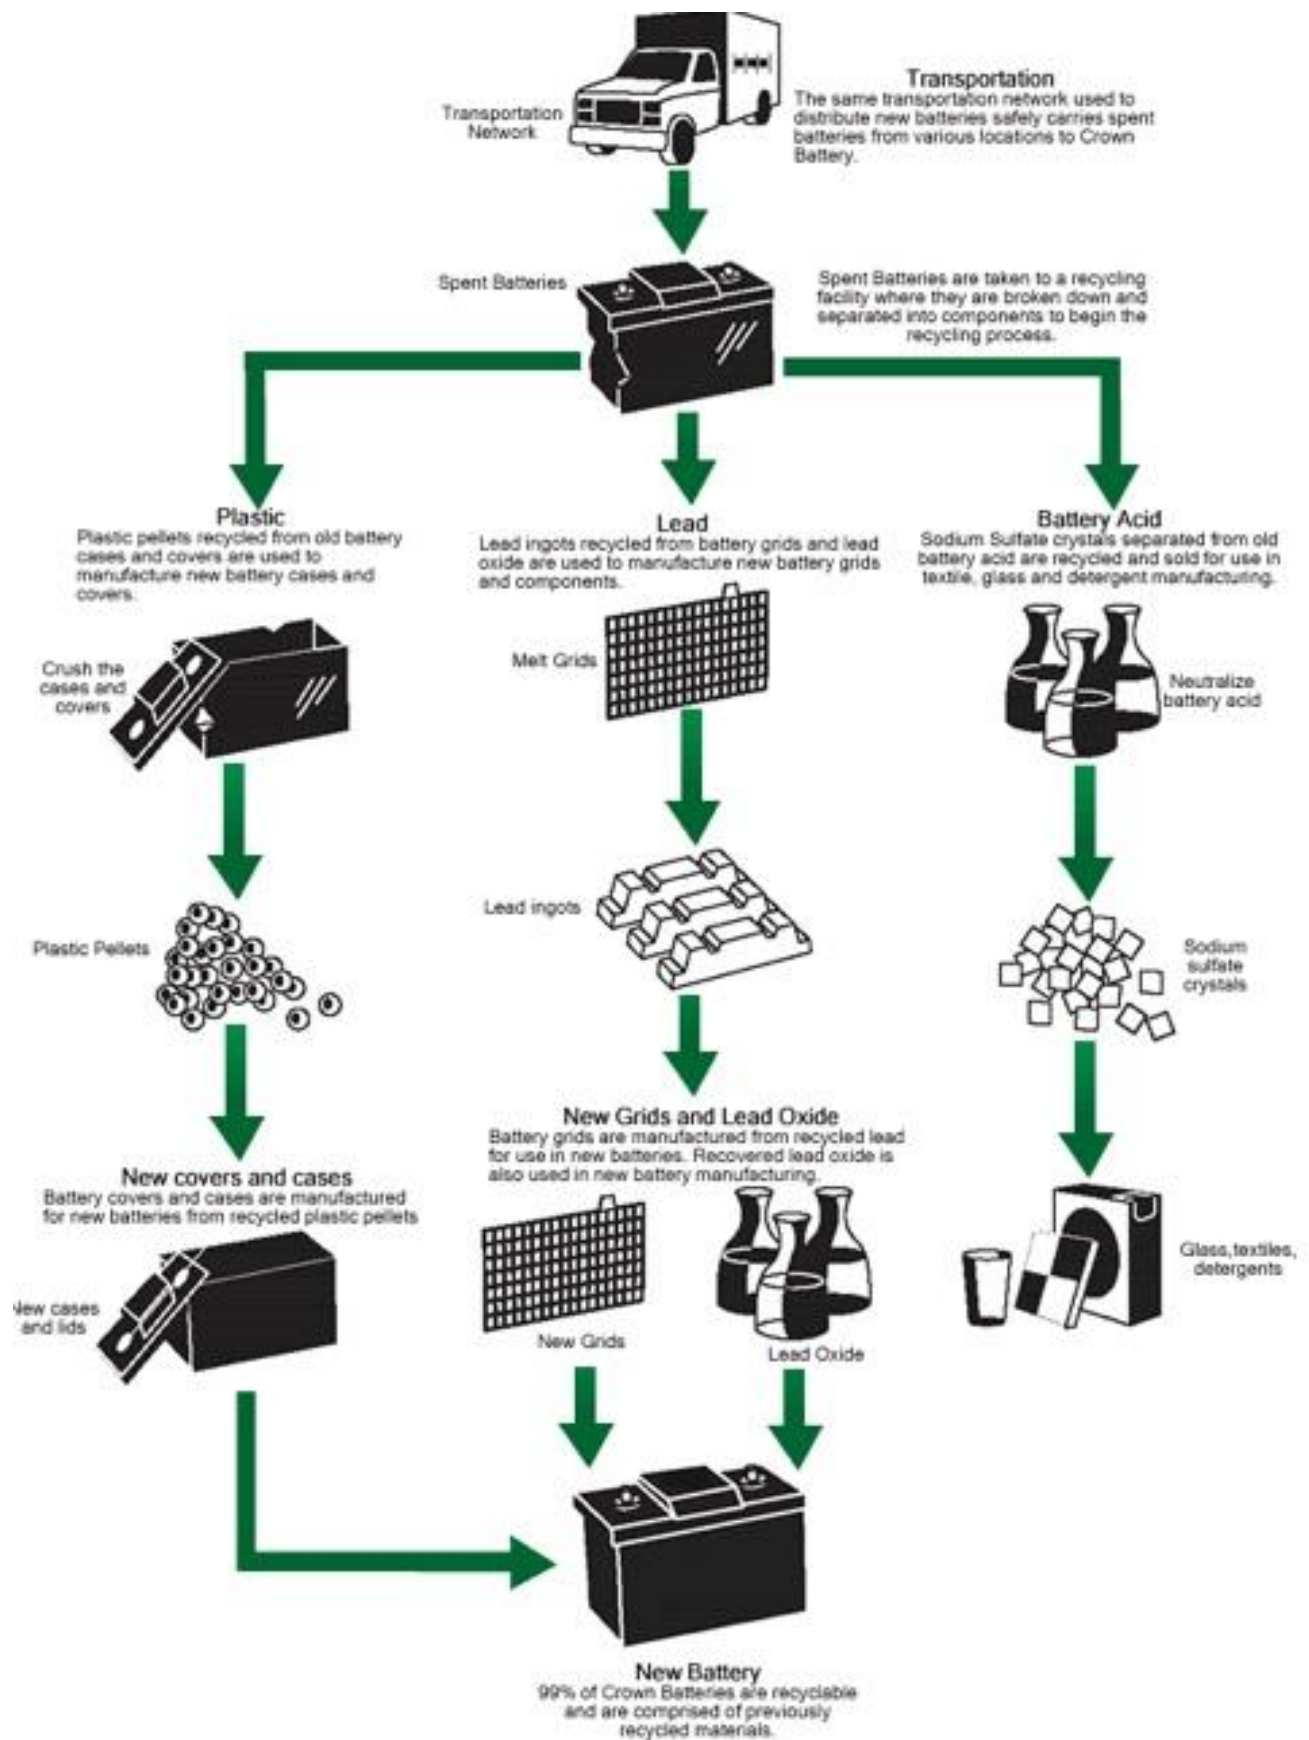 Transportation
Network
Transportation
The same transportation network used to
distribute new batteries safely carries spent
batteries from various locations to Crown
Battery.
Spent Batteries
Spent Batteries are taken to a recycling
facility where they are broken down and
separated into components to begin the
recycling process.
Plastic
Plastic pellets recycled from old battery
cases and covers are used to
manufacture new battery cases and
covers.
Crush the
cases and
covers
Plastic Pellets
New covers and cases
Battery covers and cases are manufactured
for new batteries from recycled plastic pellets
New cases
and lids
Lead
Lead ingots recycled from battery grids and lead
oxide are used to manufacture new battery grids
and components.
Melt Grids
Lead ingots
New Grids and Lead Oxide
Battery grids are manufactured from recycled lead
for use in new batteries. Recovered lead oxide is
also used in new battery manufacturing.
New Grids
Lead Oxide
Battery Acid
Sodium Sulfate crystals separated from old
battery acid are recycled and sold for use in
textile, glass and detergent manufacturing.
Neutralize
battery acid
Sodium
sulfate
crystals
Glass,textiles,
detergents
New Battery
99% of Crown Batteries are recyclable
and are comprised of previously
recycled materials.